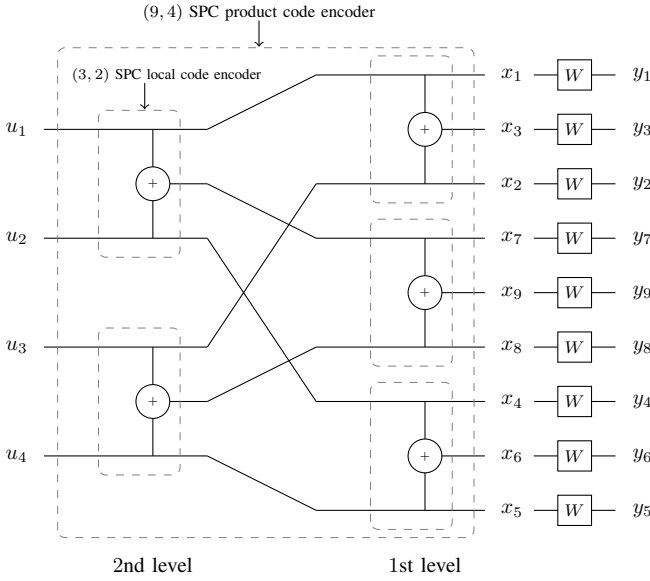 (9, 4) SPC product code encoder
(3, 2) SPC local code encoder
x₁ W y₁
u₁ + x₃ W y₃
+ x₂ W y₂
u₂ x₇ W y₇
+ x₉ W y₉
u₃ x₈ W y₈
+ x₄ W y₄
u₄ + x₆ W y₆
x₅ W y₅
2nd level 1st level